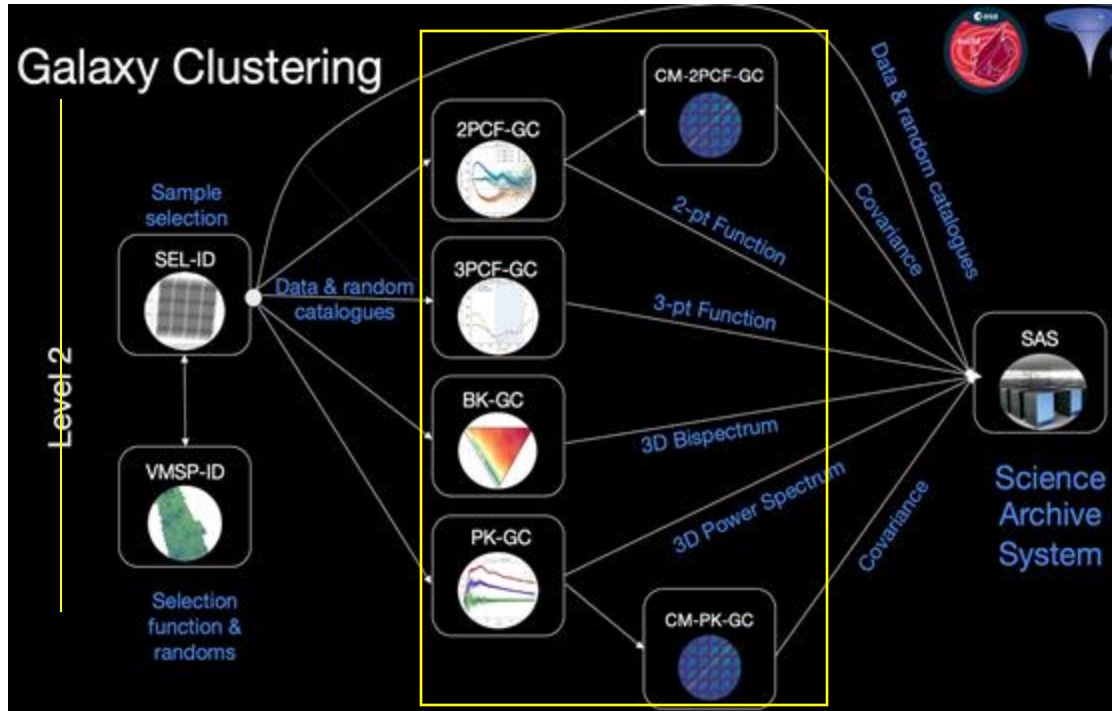 Galaxy Clustering
esa
Level 2
Sample
selection
SEL-ID
VMSP-ID
Selection
function &
randoms
Data & random
catalogues
2PCF-GC
3PCF-GC
BK-GC
PK-GC
CM-2PCF-GC
CM-PK-GC
2-pt Function
3-pt Function
3D Bispectrum
3D Power Spectrum
Covariance
Covariance
Data & random catalogues
SAS
Science
Archive
System